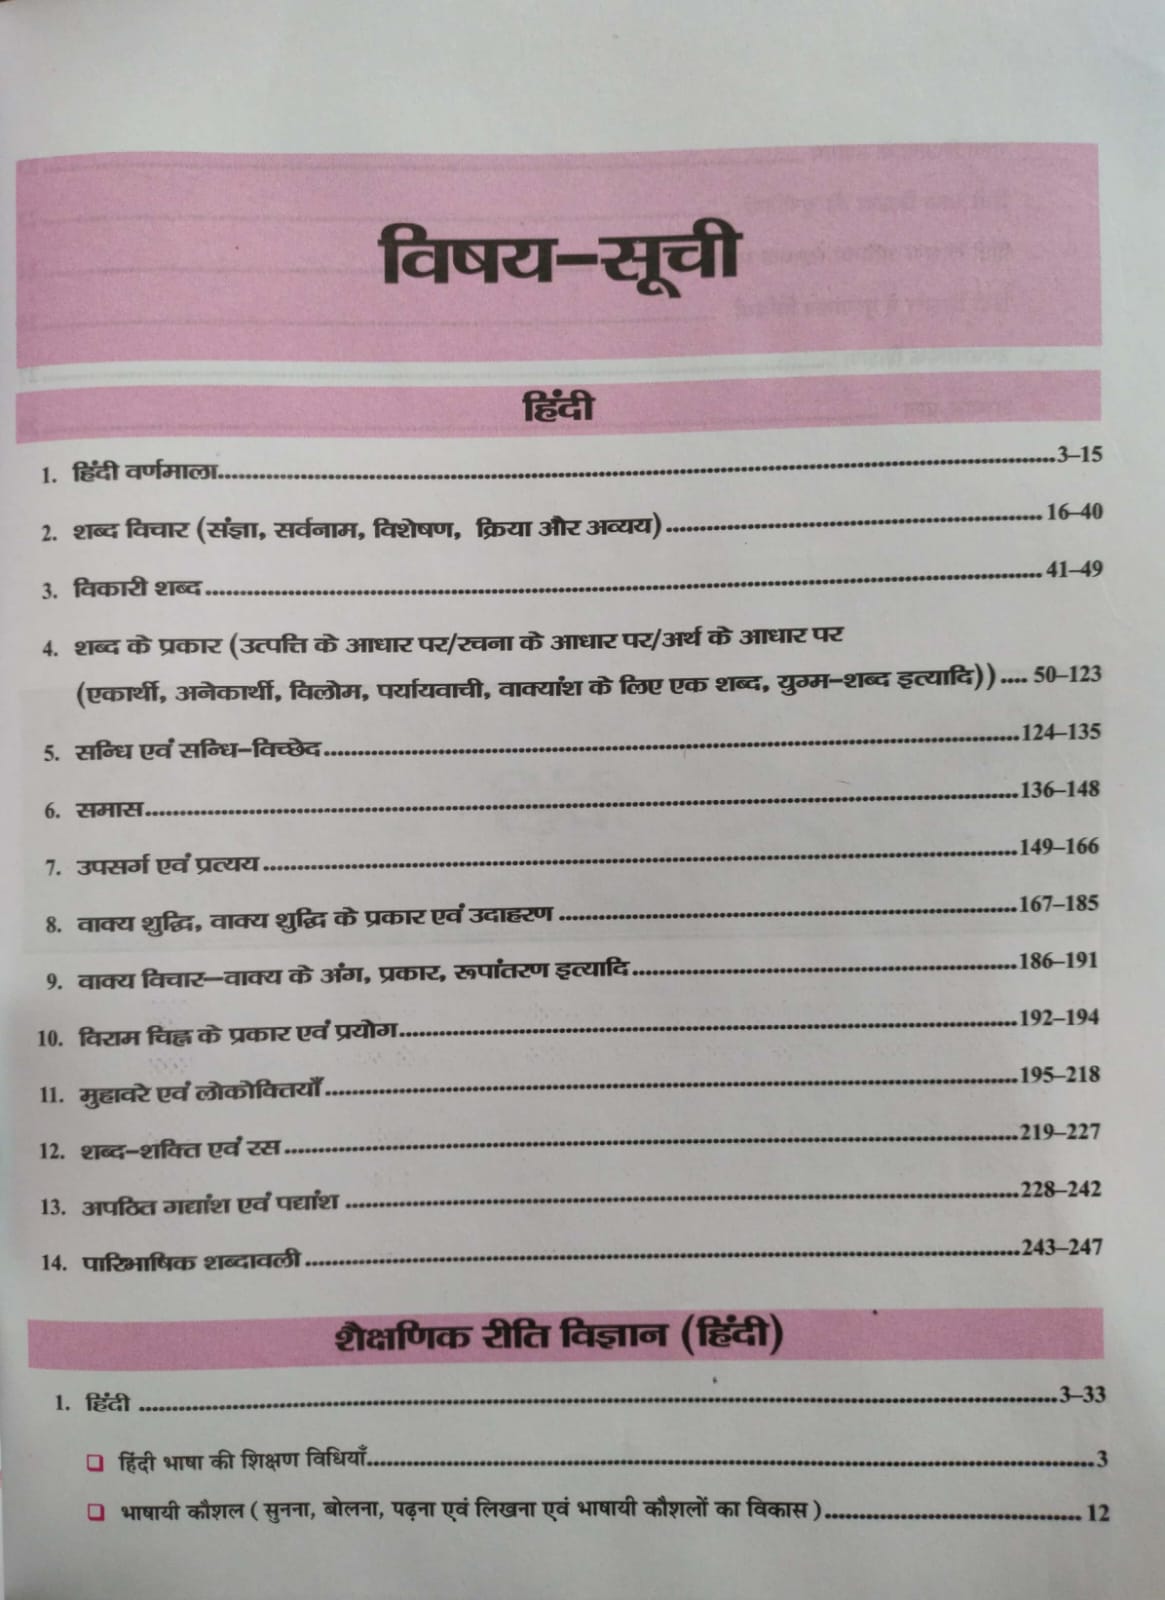 विषय–सूची
हिंदी
1. हिंदी वर्णमाला..........3–15
2. शब्द विचार (संज्ञा, सर्वनाम, विशेषण, क्रिया और अव्यय)..........16–40
3. विकारी शब्द..........41–49
4. शब्द के प्रकार (उत्पत्ति के आधार पर/रचना के आधार पर/अर्थ के आधार पर
(एकार्थी, अनेकार्थी, विलोम, पर्यायवाची, वाक्यांश के लिए एक शब्द, युग्म–शब्द इत्यादि)).... 50–123
5. सन्धि एवं सन्धि–विच्छेद..........124–135
6. समास..........136–148
7. उपसर्ग एवं प्रत्यय..........149–166
8. वाक्य शुद्धि, वाक्य शुद्धि के प्रकार एवं उदाहरण..........167–185
9. वाक्य विचार–वाक्य के अंग, प्रकार, रूपांतरण इत्यादि..........186–191
10. विराम चिह्न के प्रकार एवं प्रयोग..........192–194
11. मुहावरे एवं लोकोक्तियाँ..........195–218
12. शब्द–शक्ति एवं रस..........219–227
13. अपठित गद्यांश एवं पद्यांश..........228–242
14. पारिभाषिक शब्दावली..........243–247
शैक्षणिक रीति विज्ञान (हिंदी)
1. हिंदी..........3–33
❑ हिंदी भाषा की शिक्षण विधियाँ..........3
❑ भाषायी कौशल ( सुनना, बोलना, पढ़ना एवं लिखना एवं भाषायी कौशलों का विकास )..........12